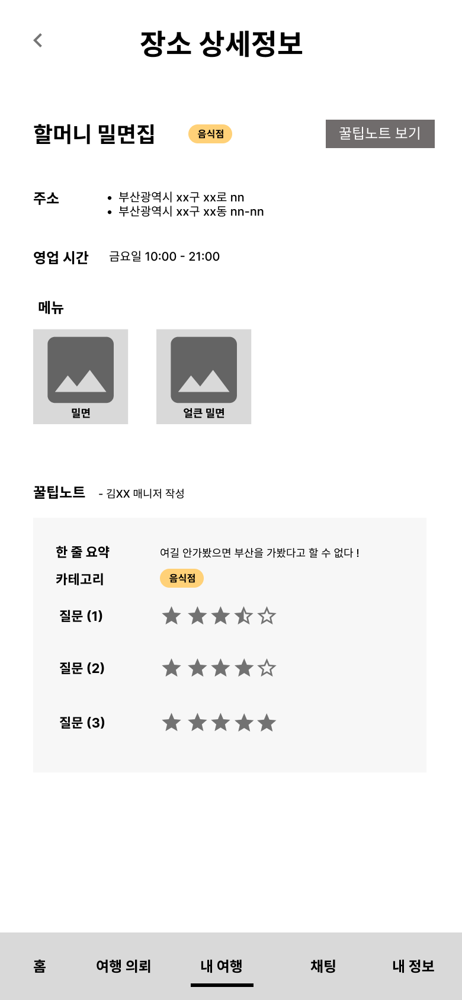 장소 상세정보
할머니 밀면집
음식점
꿀팁노트 보기
주소
• 부산광역시 xx구 xx로 nn
• 부산광역시 xx구 xx동 nn-nn
영업 시간
금요일 10:00 - 21:00
메뉴
밀면
얼큰 밀면
꿀팁노트
- 김XX 매니저 작성
한 줄 요약
여길 안가봤으면 부산을 가봤다고 할 수 없다 !
카테고리
음식점
질문 (1)
질문 (2)
질문 (3)
홈
여행 의뢰
내 여행
채팅
내 정보